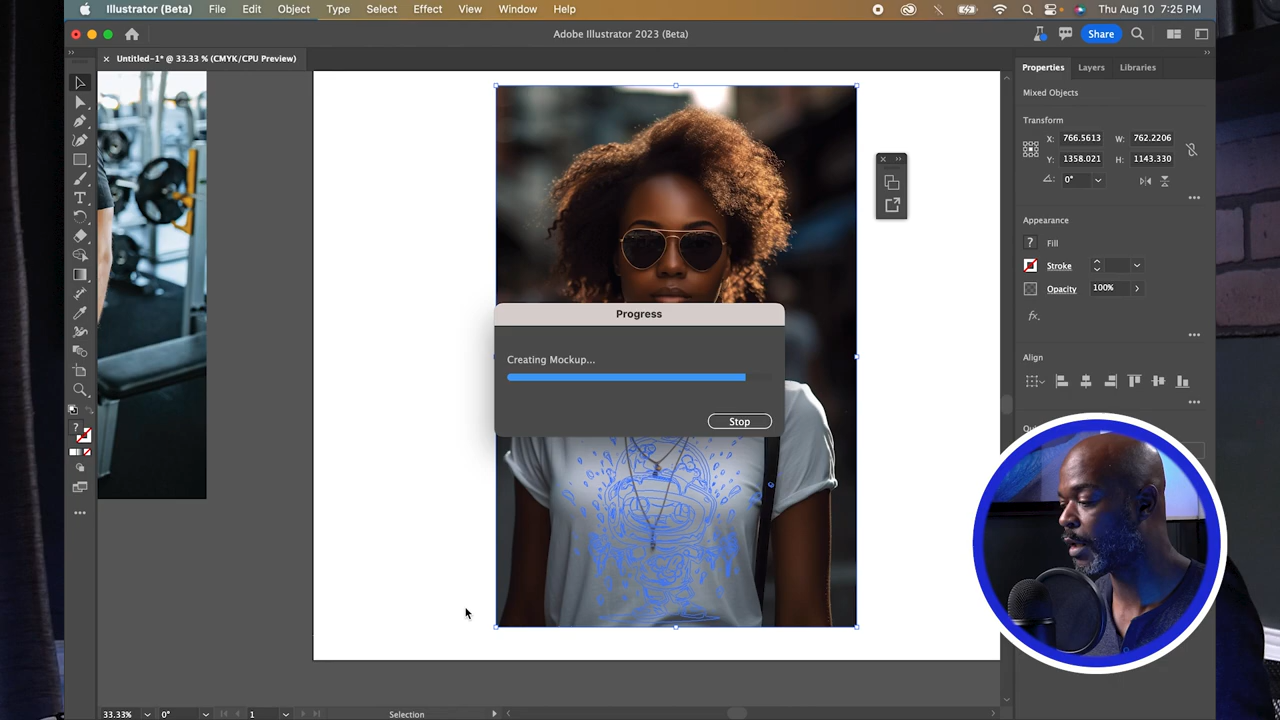 Illustrator (Beta) File Edit Object Type Select Effect View Window Help Thu Aug 10 7:25 PM
Adobe Illustrator 2023 (Beta) Share
Untitled-1* @ 33.33 % (CMYK/CPU Preview)
Properties Layers Libraries
Mixed Objects
Transform
X: 766.5613 W: 762.2206
Y: 1358.021 H: 1143.330
0°
Appearance
? Fill
Stroke
Opacity 100%
fx.
Align
Progress
Creating Mockup...
Stop
33.33% 0° 1 Selection